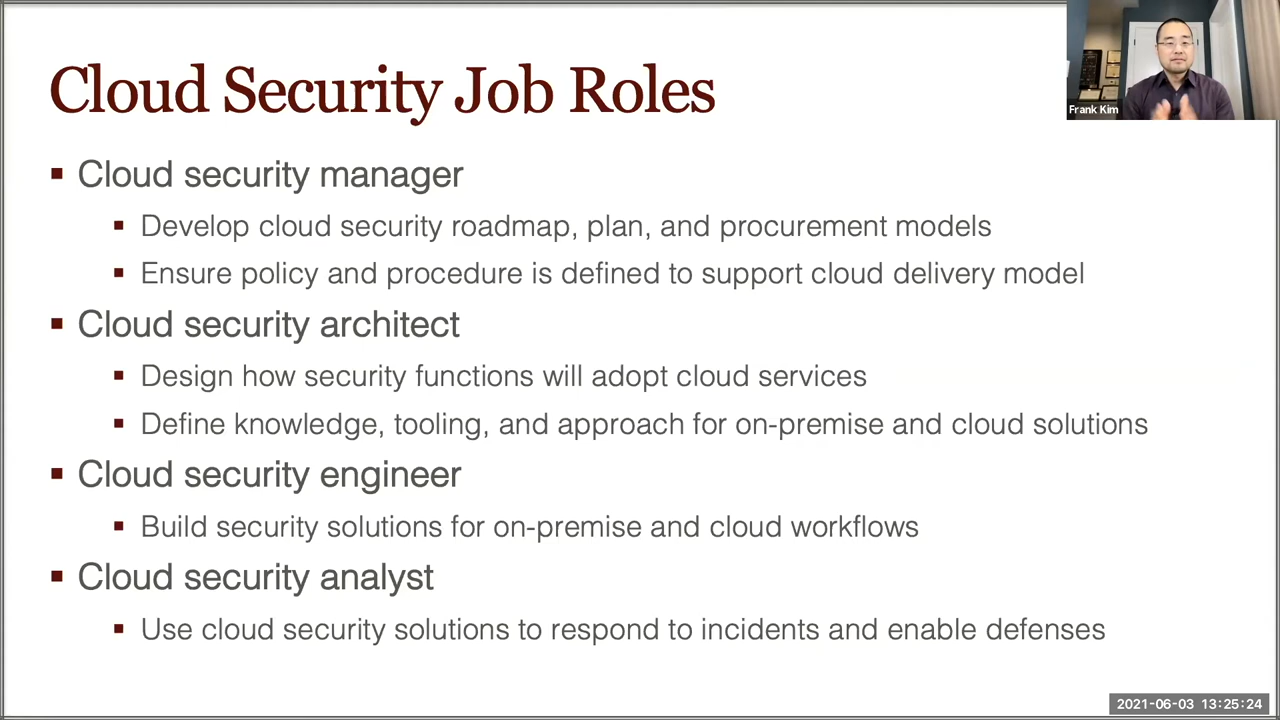 Cloud Security Job Roles
Frank Kim
Cloud security manager
Develop cloud security roadmap, plan, and procurement models
Ensure policy and procedure is defined to support cloud delivery model
Cloud security architect
Design how security functions will adopt cloud services
Define knowledge, tooling, and approach for on-premise and cloud solutions
Cloud security engineer
Build security solutions for on-premise and cloud workflows
Cloud security analyst
Use cloud security solutions to respond to incidents and enable defenses
2021-06-03 13:25:24